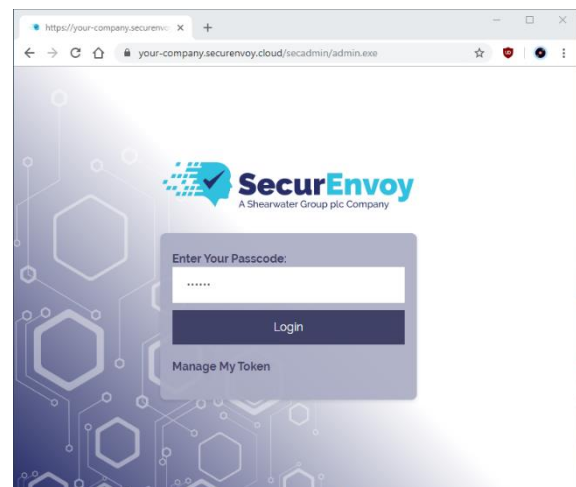 https://your-company.securenvo
your-company.securenvoy.cloud/secadmin/admin.exe
SecurEnvoy
A Shearwater Group plc Company
Enter Your Passcode:
······
Login
Manage My Token